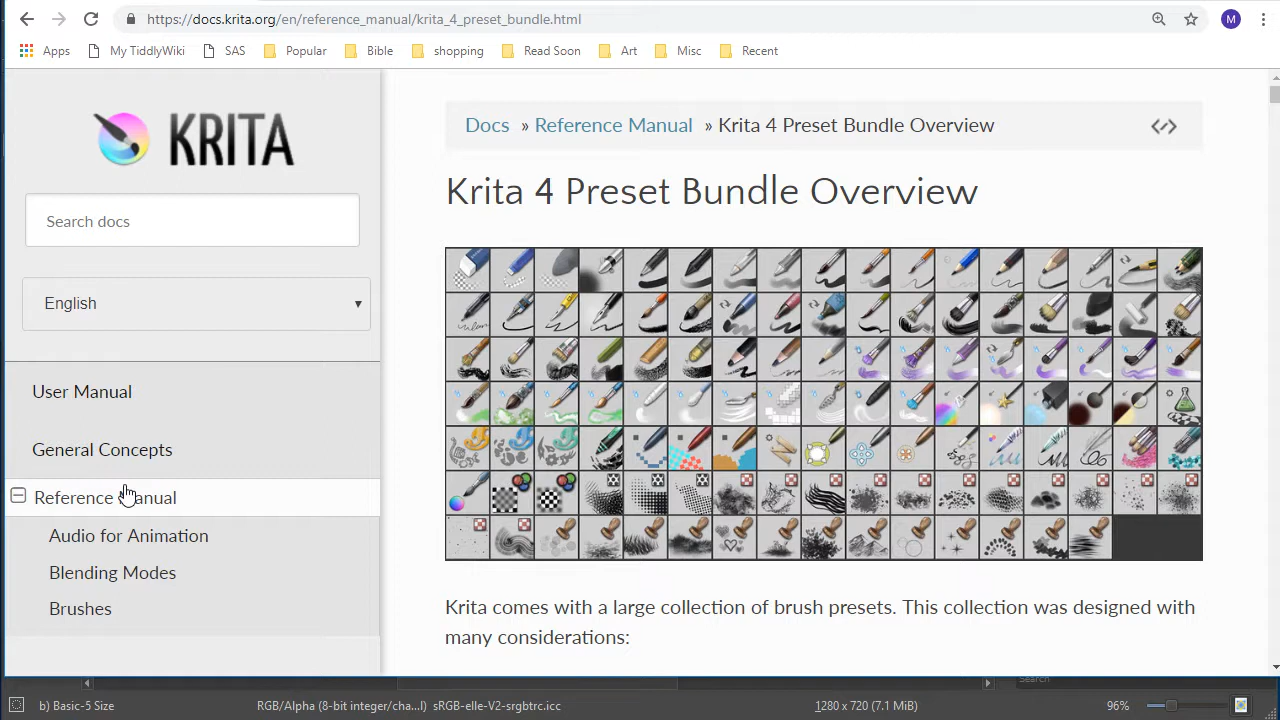 https://docs.krita.org/en/reference_manual/krita_4_preset_bundle.html
M
Apps
My TiddlyWiki
SAS
Popular
Bible
shopping
Read Soon
Art
Misc
Recent
KRITA
Search docs
English
User Manual
General Concepts
Reference Manual
Audio for Animation
Blending Modes
Brushes
Docs » Reference Manual » Krita 4 Preset Bundle Overview
Krita 4 Preset Bundle Overview
Krita comes with a large collection of brush presets. This collection was designed with
many considerations:
Search
b) Basic-5 Size
RGB/Alpha (8-bit integer/cha...l) sRGB-elle-V2-srgbtrc.icc
1280 x 720 (7.1 MiB)
96%